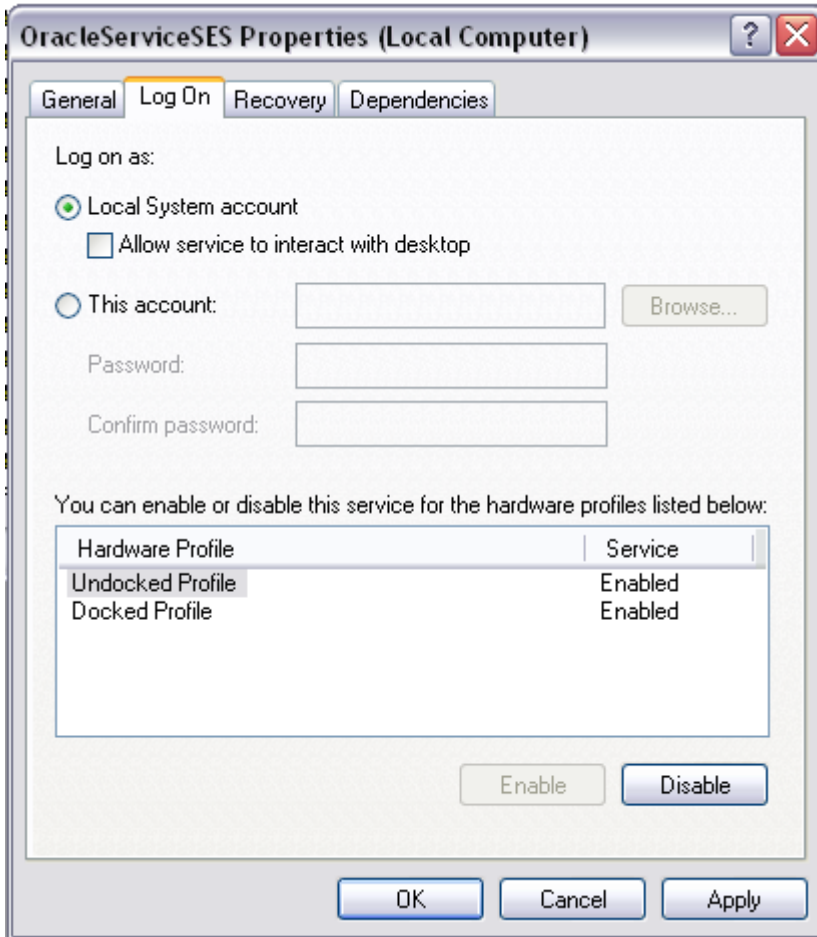 OracleServiceSES Properties (Local Computer) ?
General Log On Recovery Dependencies
Log on as:
Local System account
Allow service to interact with desktop
This account: Browse...
Password:
Confirm password:
You can enable or disable this service for the hardware profiles listed below:
Hardware Profile Service
Undocked Profile Enabled
Docked Profile Enabled
Enable Disable
OK Cancel Apply